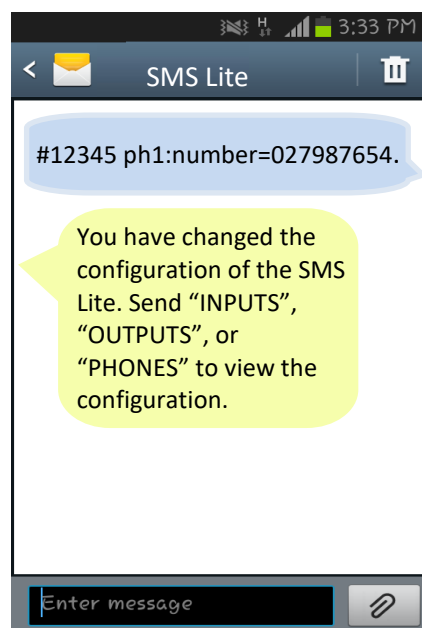 H
3:33 PM
<
SMS Lite
#12345 ph1:number=027987654.
You have changed the
configuration of the SMS
Lite. Send “INPUTS”,
“OUTPUTS”, or
“PHONES” to view the
configuration.
Enter message